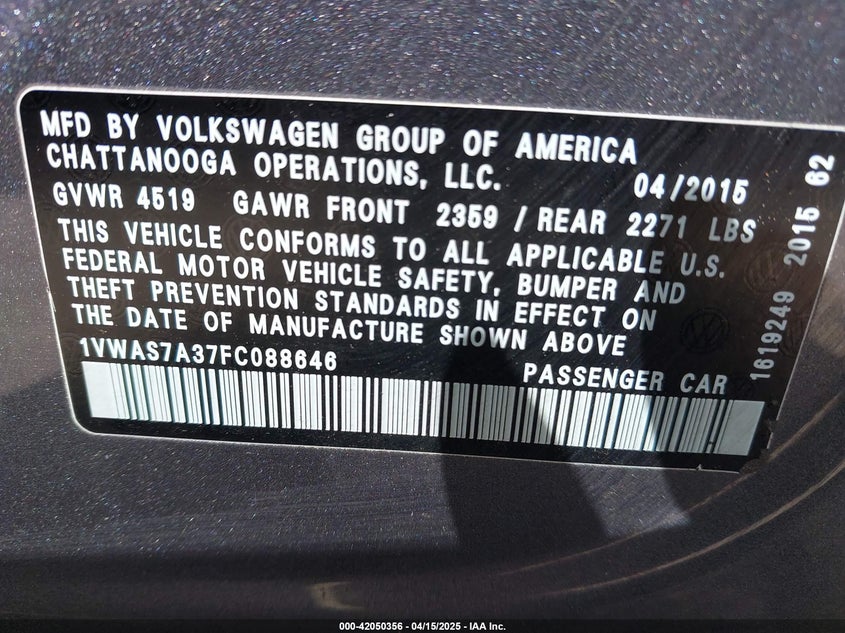 MFD BY VOLKSWAGEN GROUP OF AMERICA
CHATTANOOGA OPERATIONS, LLC.
04/2015
GVWR 4519 GAWR FRONT 2359 / REAR 2271 LBS
THIS VEHICLE CONFORMS TO ALL APPLICABLE U.S.
FEDERAL MOTOR VEHICLE SAFETY, BUMPER AND
THEFT PREVENTION STANDARDS IN EFFECT ON
THE DATE OF MANUFACTURE SHOWN ABOVE
1VWAS7A37FC088646
PASSENGER CAR
1619249 2015 62
000-42050356 - 04/15/2025 - IAA Inc.